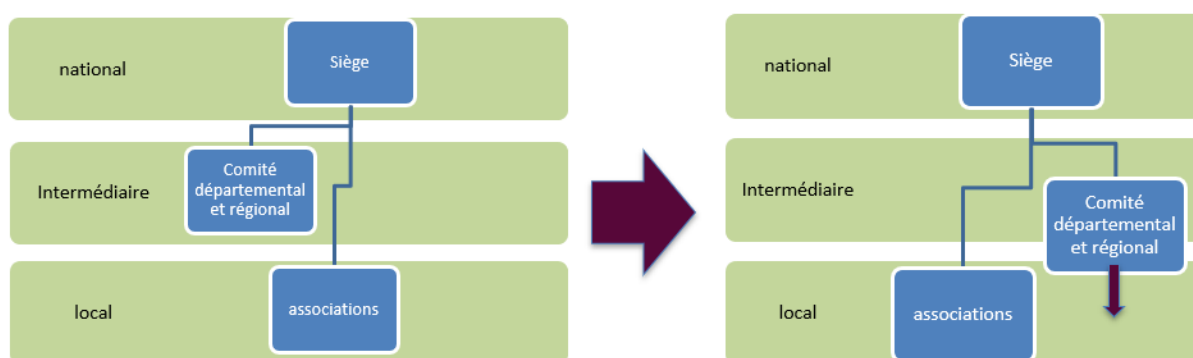 national
Siège
Intermédiaire
Comité
départemental
et régional
local
associations
national
Siège
Intermédiaire
Comité
départemental
et régional
local
associations